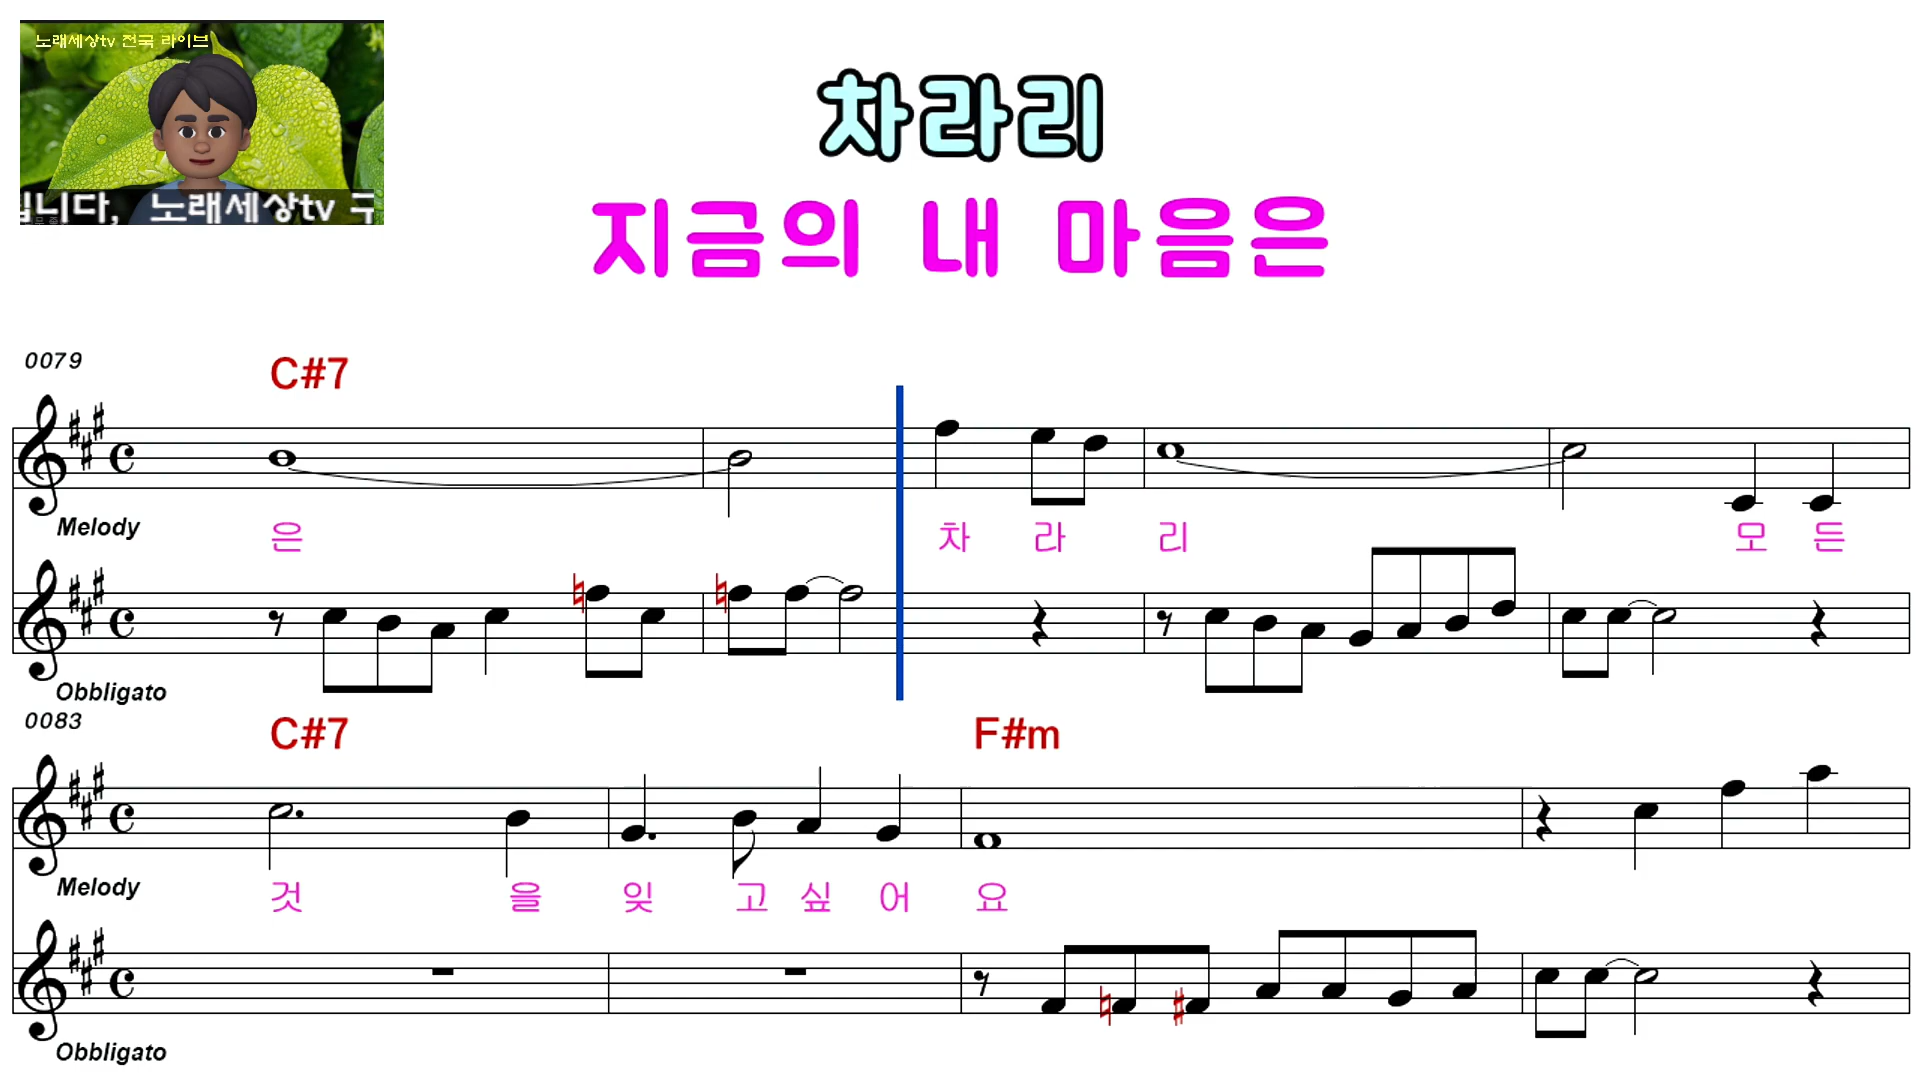 노래세상tv 전국 라이브
니다, 노래세상tv
차라리
지금의 내 마음은
0079
C#7
Melody
은 차 라 리 모 든
Obbligato
0083
C#7 F#m
Melody
것 을 잊 고 싶 어 요
Obbligato